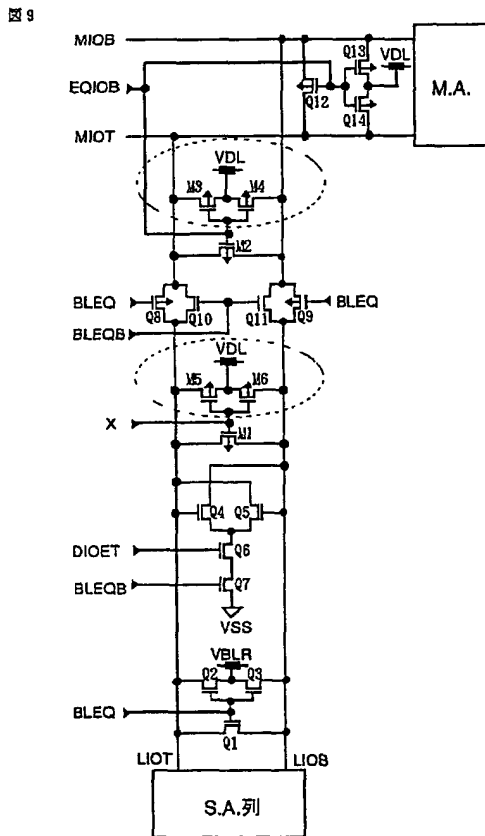 図9
MIOB
Q13
VDL
EQIOB
Q12
M.A.
Q14
MIOT
VDL
M3
M4
M2
BLEQ
Q8
Q10
Q11
Q9
BLEQ
BLEQB
VDL
M5
M6
X
M1
Q4
Q5
DIOET
Q6
BLEQB
Q7
VSS
VBLR
Q2
Q3
BLEQ
Q1
LIOT
LIOB
S.A.列